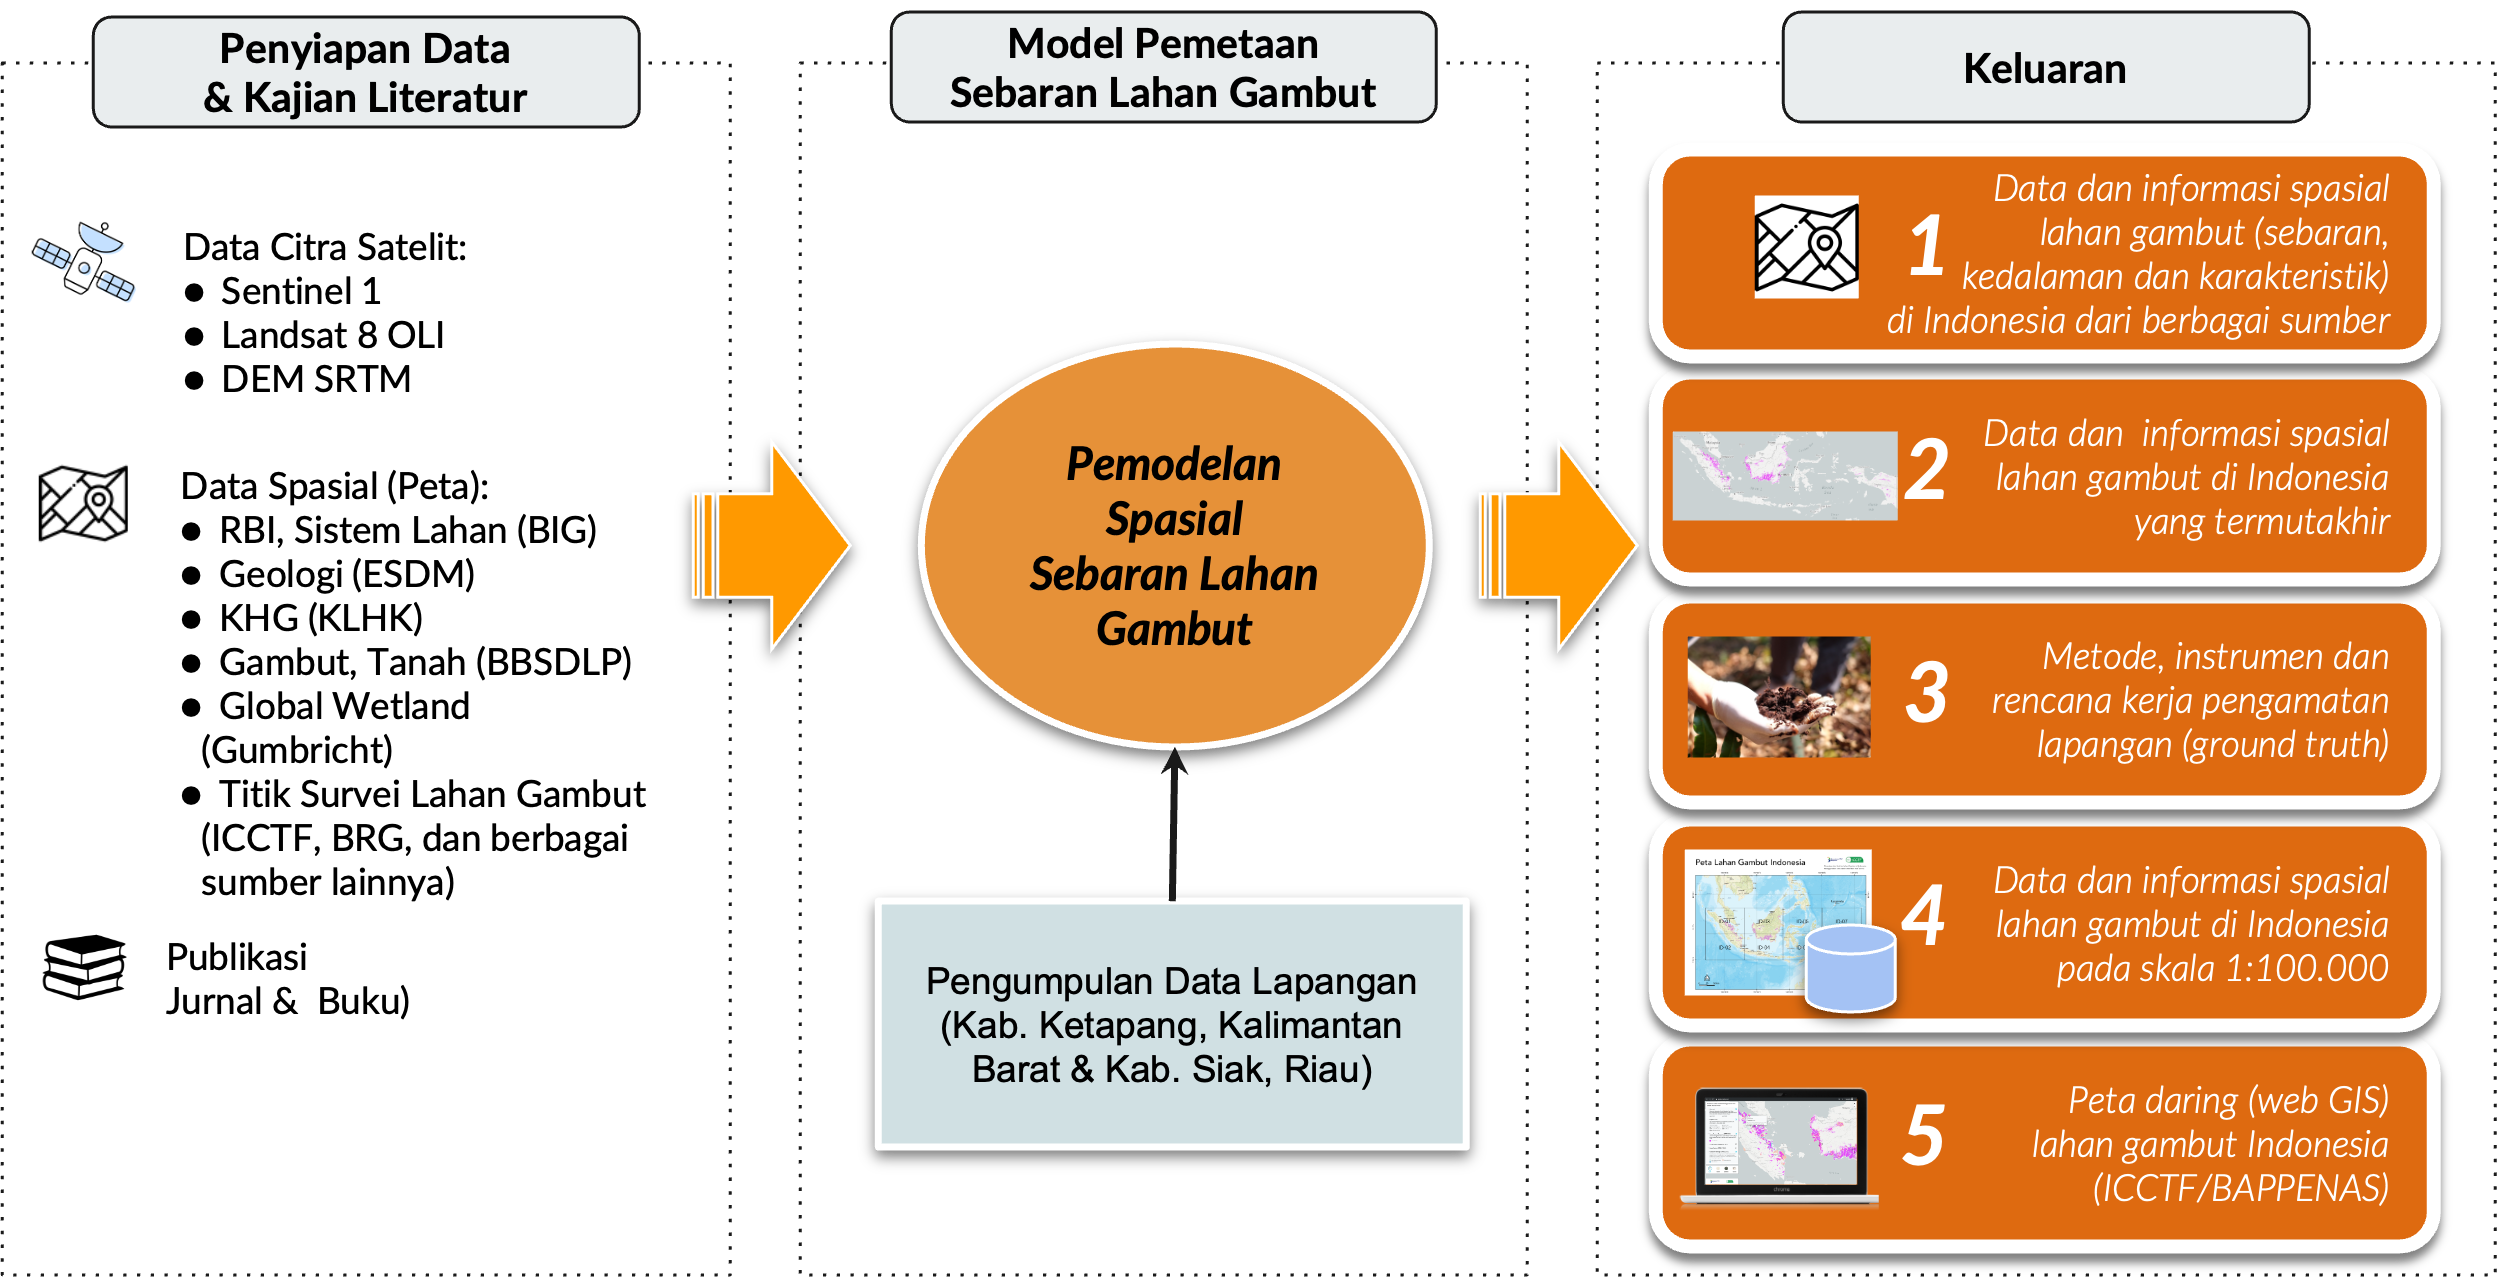 Penyiapan Data
& Kajian Literatur
Data Citra Satelit:
● Sentinel 1
● Landsat 8 OLI
● DEM SRTM
Data Spasial (Peta):
● RBI, Sistem Lahan (BIG)
● Geologi (ESDM)
● KHG (KLHK)
● Gambut, Tanah (BBSDLP)
● Global Wetland
(Gumbricht)
● Titik Survei Lahan Gambut
(ICCTF, BRG, dan berbagai
sumber lainnya)
Publikasi
Jurnal & Buku)
Model Pemetaan
Sebaran Lahan Gambut
Pemodelan
Spasial
Sebaran Lahan
Gambut
Pengumpulan Data Lapangan
(Kab. Ketapang, Kalimantan
Barat & Kab. Siak, Riau)
Keluaran
1
Data dan informasi spasial
lahan gambut (sebaran,
kedalaman dan karakteristik)
di Indonesia dari berbagai sumber
2
Data dan informasi spasial
lahan gambut di Indonesia
yang termutakhir
3
Metode, instrumen dan
rencana kerja pengamatan
lapangan (ground truth)
Peta Lahan Gambut Indonesia
4
Data dan informasi spasial
lahan gambut di Indonesia
pada skala 1:100.000
5
Peta daring (web GIS)
lahan gambut Indonesia
(ICCTF/BAPPENAS)